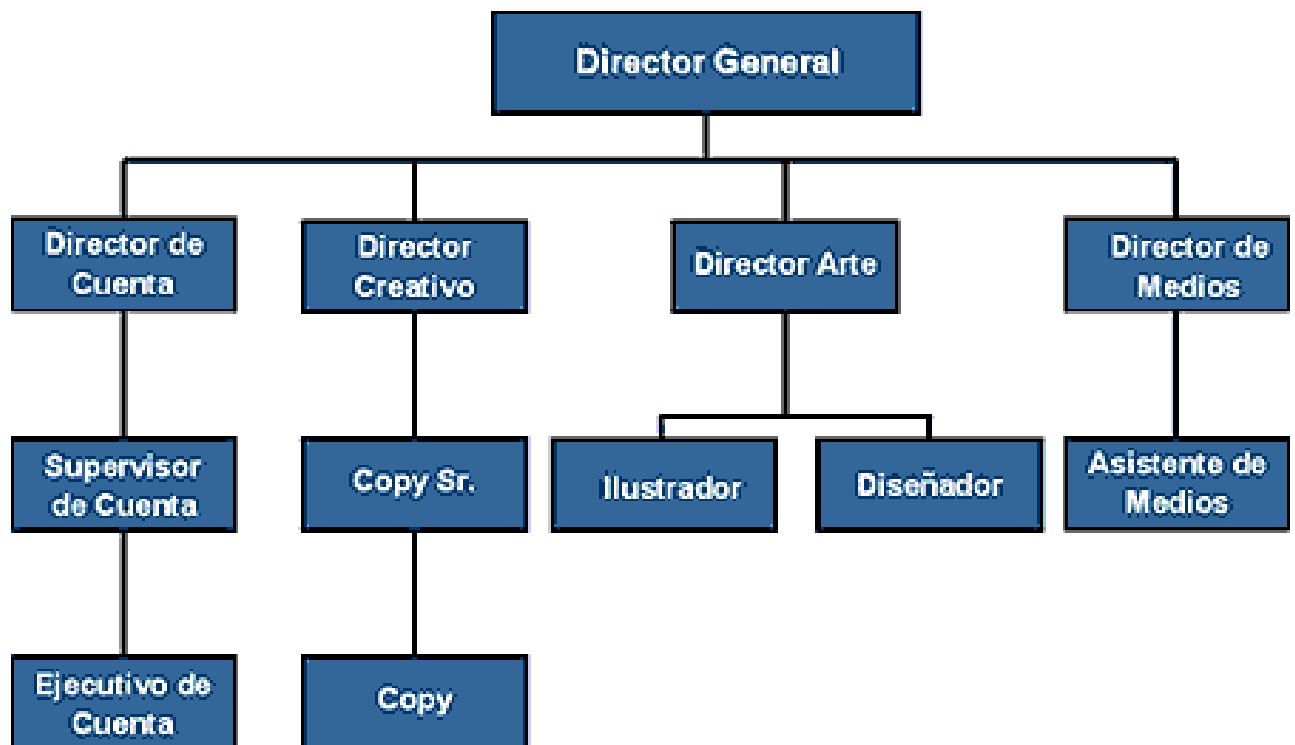 Director General
Director de
Cuenta
Director
Creativo
Director Arte
Director de
Medios
Supervisor
de Cuenta
Copy Sr.
Ilustrador
Diseñador
Asistente de
Medios
Ejecutivo de
Cuenta
Copy